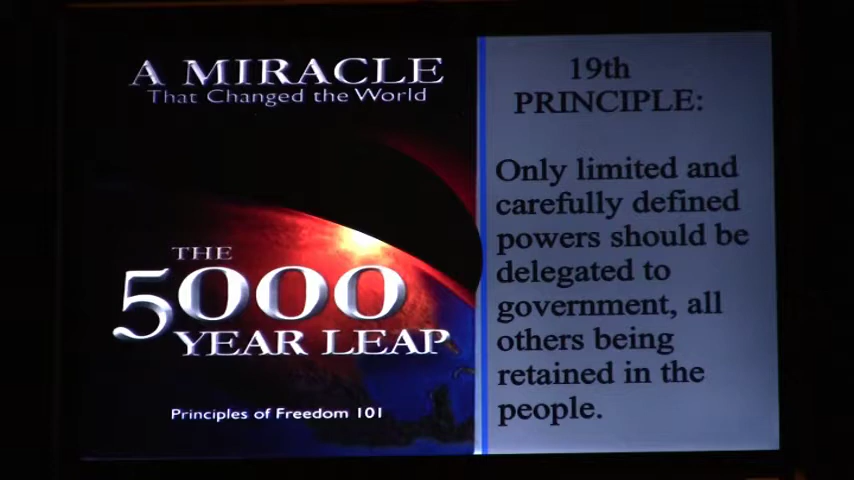 A MIRACLE
That Changed the World
THE
5000
YEAR LEAP
Principles of Freedom 101
19th
PRINCIPLE:
Only limited and
carefully defined
powers should be
delegated to
government, all
others being
retained in the
people.